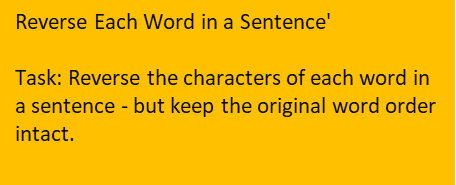 Reverse Each Word in a Sentence'
Task: Reverse the characters of each word in
a sentence - but keep the original word order
intact.